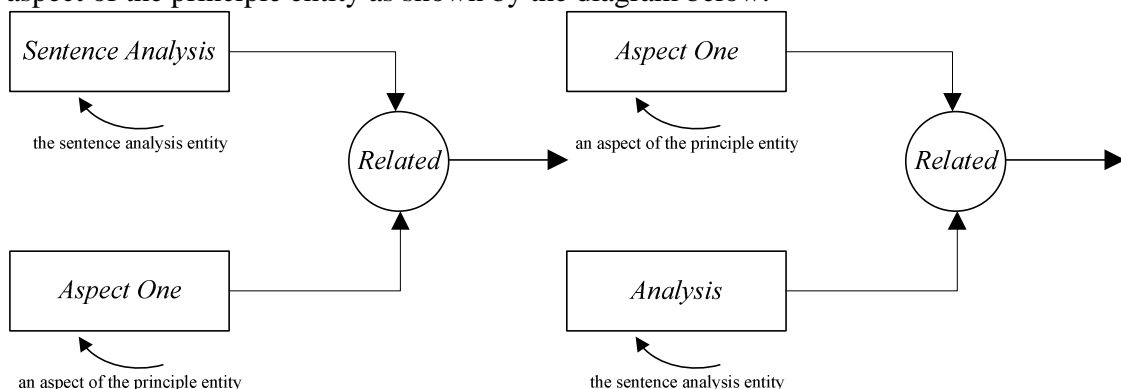 aspect of the principle entity as shown by the diagram below:
Sentence Analysis
the sentence analysis entity
Related
Aspect One
an aspect of the principle entity
Aspect One
an aspect of the principle entity
Related
Analysis
the sentence analysis entity